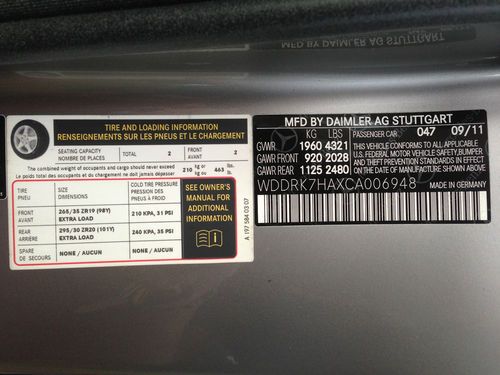 MFD BY DAIMLER AG STUTTGART
TIRE AND LOADING INFORMATION
RENSEIGNEMENTS SUR LES PNEUS ET LE CHARGEMENT
SEATING CAPACITY
NOMBRE DE PLACES
TOTAL 2
FRONT
AVANT
2
The combined weight of occupants and cargo should never exceed
Le poids total des occupants et du chargement ne doit jamais dépasser
210 kg or ou 463 lbs. lb.
TIRE
PNEU
SIZE
DIMENSION
COLD TIRE PRESSURE
PRESSION DES
PNEUS À FROID
FRONT
AVANT
265/35 ZR19 (98Y)
EXTRA LOAD
210 KPA, 31 PSI
REAR
ARRIÈRE
295/30 ZR20 (101Y)
EXTRA LOAD
240 KPA, 35 PSI
SPARE
DE SECOURS
NONE / AUCUN
NONE / AUCUN
SEE OWNER'S
MANUAL FOR
ADDITIONAL
INFORMATION
A 197 584 03 07
MFD BY DAIMLER AG STUTTGART
KG LBS PASSENGER CAR 047 09/11
GVWR 1960 4321
GAWR FRONT 920 2028
GAWR REAR 1125 2480
THIS VEHICLE CONFORMS TO ALL APPLICABLE
U.S. FEDERAL MOTOR VEHICLE SAFETY, BUMPER,
AND THEFT PREVENTION STANDARDS IN EFFECT
ON THE DATE OF MANUFACTURE SHOWN ABOVE.
WDDRK7HAXCA006948